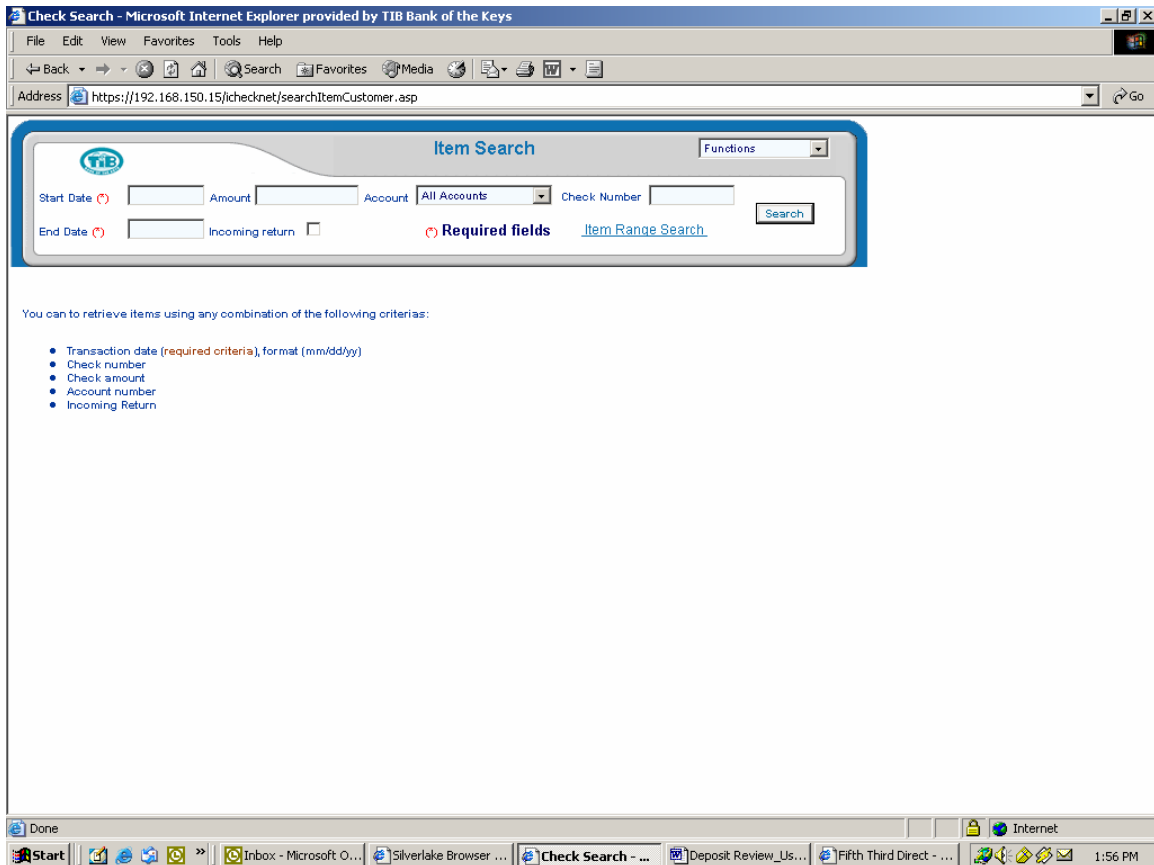 Check Search - Microsoft Internet Explorer provided by TIB Bank of the Keys
File Edit View Favorites Tools Help
Back Search Favorites Media
Address https://192.168.150.15/ichecknet/searchItemCustomer.asp Go
TIB Item Search Functions
Start Date (*) Amount Account All Accounts Check Number
Search
End Date (*) Incoming return (*) Required fields Item Range Search
You can to retrieve items using any combination of the following criterias:
• Transaction date (required criteria), format (mm/dd/yy)
• Check number
• Check amount
• Account number
• Incoming Return
Done Internet
Start » Inbox - Microsoft O... Silverlake Browser ... Check Search - ... Deposit Review_Us... Fifth Third Direct - ... 1:56 PM